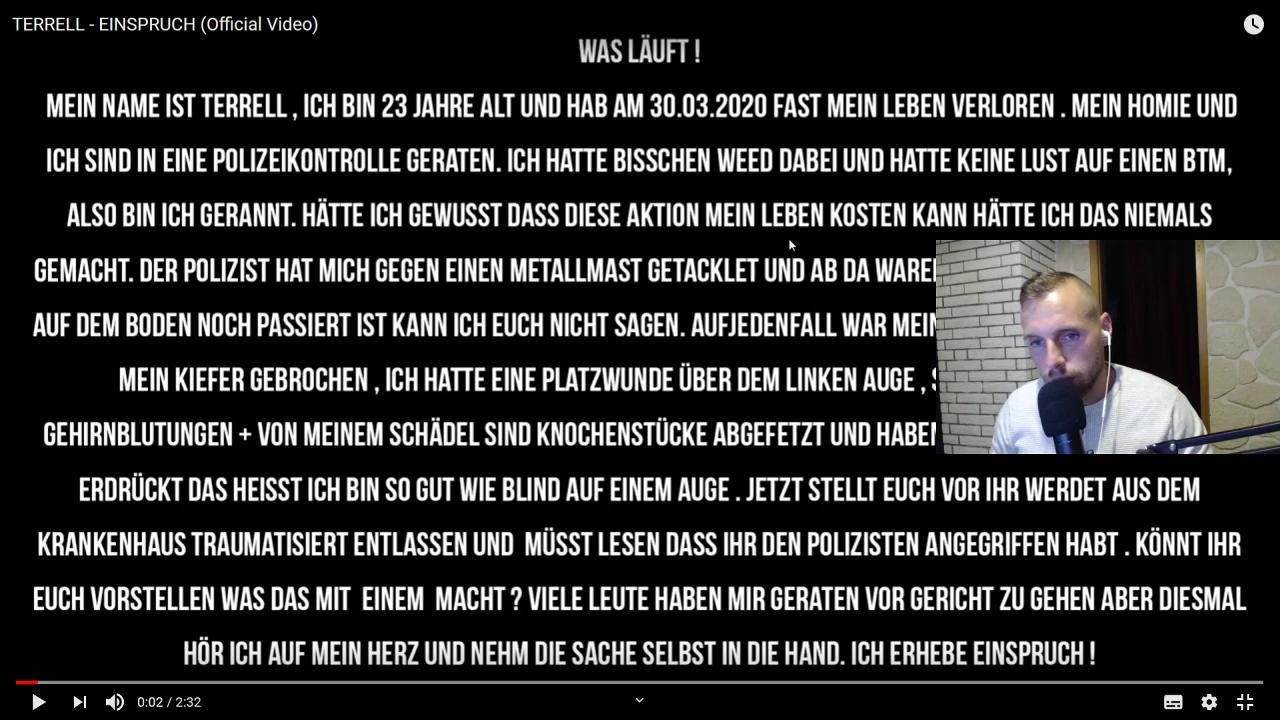 TERRELL - EINSPRUCH (Official Video)
WAS LÄUFT !
MEIN NAME IST TERRELL , ICH BIN 23 JAHRE ALT UND HAB AM 30.03.2020 FAST MEIN LEBEN VERLOREN . MEIN HOMIE UND
ICH SIND IN EINE POLIZEIKONTROLLE GERATEN. ICH HATTE BISSCHEN WEED DABEI UND HATTE KEINE LUST AUF EINEN BTM,
ALSO BIN ICH GERANNT. HÄTTE ICH GEWUSST DASS DIESE AKTION MEIN LEBEN KOSTEN KANN HÄTTE ICH DAS NIEMALS
GEMACHT. DER POLIZIST HAT MICH GEGEN EINEN METALLMAST GETACKLET UND AB DA
AUF DEM BODEN NOCH PASSIERT IST KANN ICH EUCH NICHT SAGEN. AUFJEDENFALL WAR
MEIN KIEFER GEBROCHEN , ICH HATTE EINE PLATZWUNDE ÜBER DEM LINKEN AUGE ,
GEHIRNBLUTUNGEN + VON MEINEM SCHÄDEL SIND KNOCHENSTÜCKE ABGEFETZT UND
ERDRÜCKT DAS HEISST ICH BIN SO GUT WIE BLIND AUF EINEM AUGE . JETZT STELLT EUCH VOR IHR WERDET AUS DEM
KRANKENHAUS TRAUMATISIERT ENTLASSEN UND MÜSST LESEN DASS IHR DEN POLIZISTEN ANGEGRIFFEN HABT . KÖNNT IHR
EUCH VORSTELLEN WAS DAS MIT EINEM MACHT ? VIELE LEUTE HABEN MIR GERATEN VOR GERICHT ZU GEHEN ABER DIESMAL
HÖR ICH AUF MEIN HERZ UND NEHM DIE SACHE SELBST IN DIE HAND. ICH ERHEBE EINSPRUCH !
0:02 / 2:32